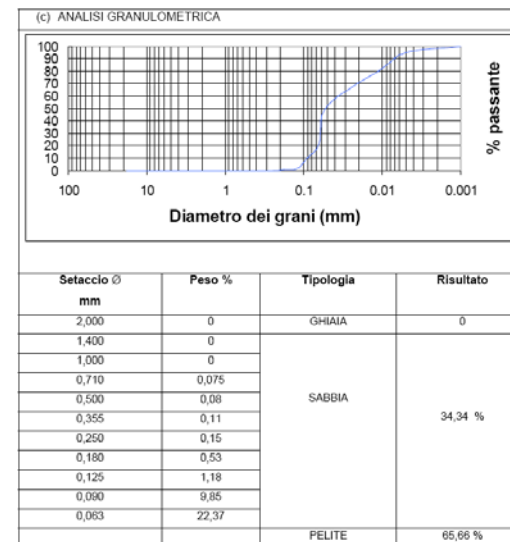 (c) ANALISI GRANULOMETRICA
100
90
80
70
60
50
40
30
20
10
0
100 10 1 0.1 0.01 0.001
Diametro dei grani (mm)
% passante
Setaccio Ø mm Peso % Tipologia Risultato
2,000 0 GHIAIA 0
1,400 0
1,000 0
0,710 0,075
0,500 0,08 SABBIA
0,355 0,11 34,34 %
0,250 0,15
0,180 0,53
0,125 1,18
0,090 9,85
0,063 22,37
PELITE 65,66 %